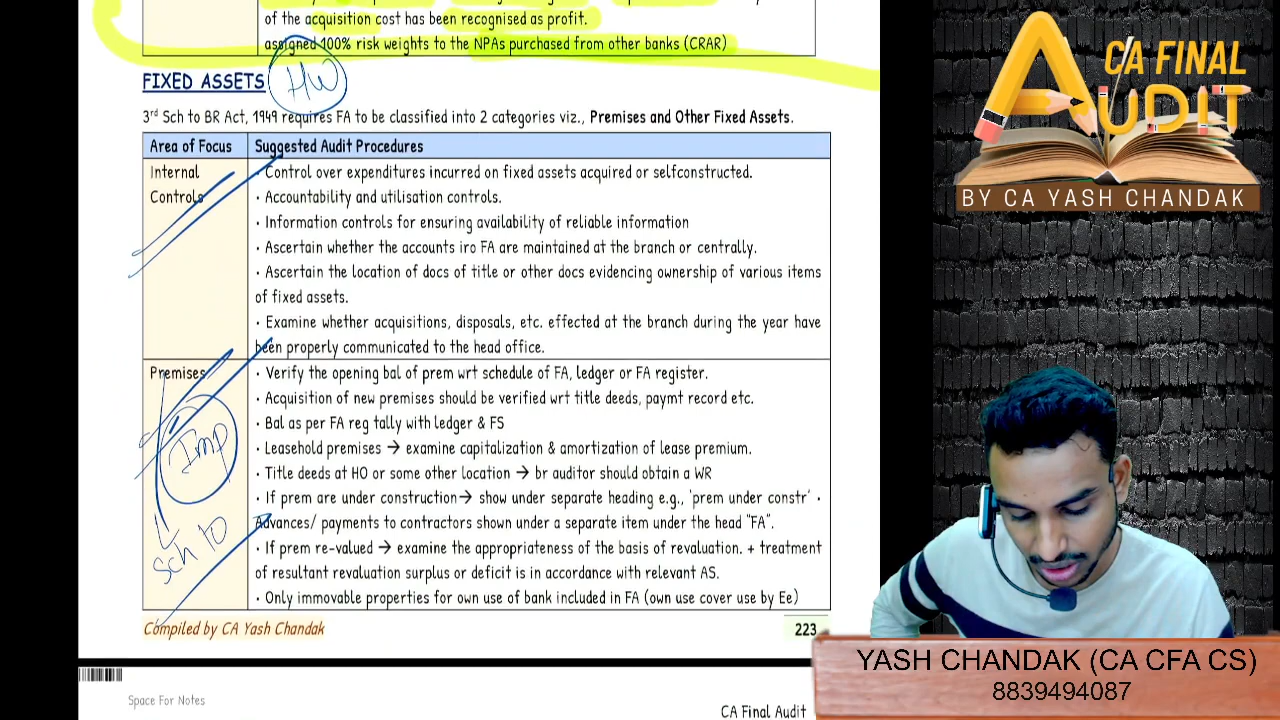 of the acquisition cost has been recognised as profit.
assigned 100% risk weights to the NPAs purchased from other banks (CRAR)
FIXED ASSETS HW
3rd Sch to BR Act, 1949 requires FA to be classified into 2 categories viz., Premises and Other Fixed Assets.
Area of Focus Suggested Audit Procedures
Internal Controls
· Control over expenditures incurred on fixed assets acquired or selfconstructed.
· Accountability and utilisation controls.
· Information controls for ensuring availability of reliable information
· Ascertain whether the accounts iro FA are maintained at the branch or centrally.
· Ascertain the location of docs of title or other docs evidencing ownership of various items
of fixed assets.
· Examine whether acquisitions, disposals, etc. effected at the branch during the year have
been properly communicated to the head office.
Premises
Imp
Sch 10
· Verify the opening bal of prem wrt schedule of FA, ledger or FA register.
· Acquisition of new premises should be verified wrt title deeds, paymt record etc.
· Bal as per FA reg tally with ledger & FS
· Leasehold premises → examine capitalization & amortization of lease premium.
· Title deeds at HO or some other location → br auditor should obtain a WR
· If prem are under construction→ show under separate heading e.g., 'prem under constr' ·
Advances/ payments to contractors shown under a separate item under the head "FA".
· If prem re-valued → examine the appropriateness of the basis of revaluation. + treatment
of resultant revaluation surplus or deficit is in accordance with relevant AS.
· Only immovable properties for own use of bank included in FA (own use cover use by Ee)
Compiled by CA Yash Chandak 223
Space For Notes
CA Final Audit
CA FINAL
AUDIT
BY CA YASH CHANDAK
YASH CHANDAK (CA CFA CS)
8839494087